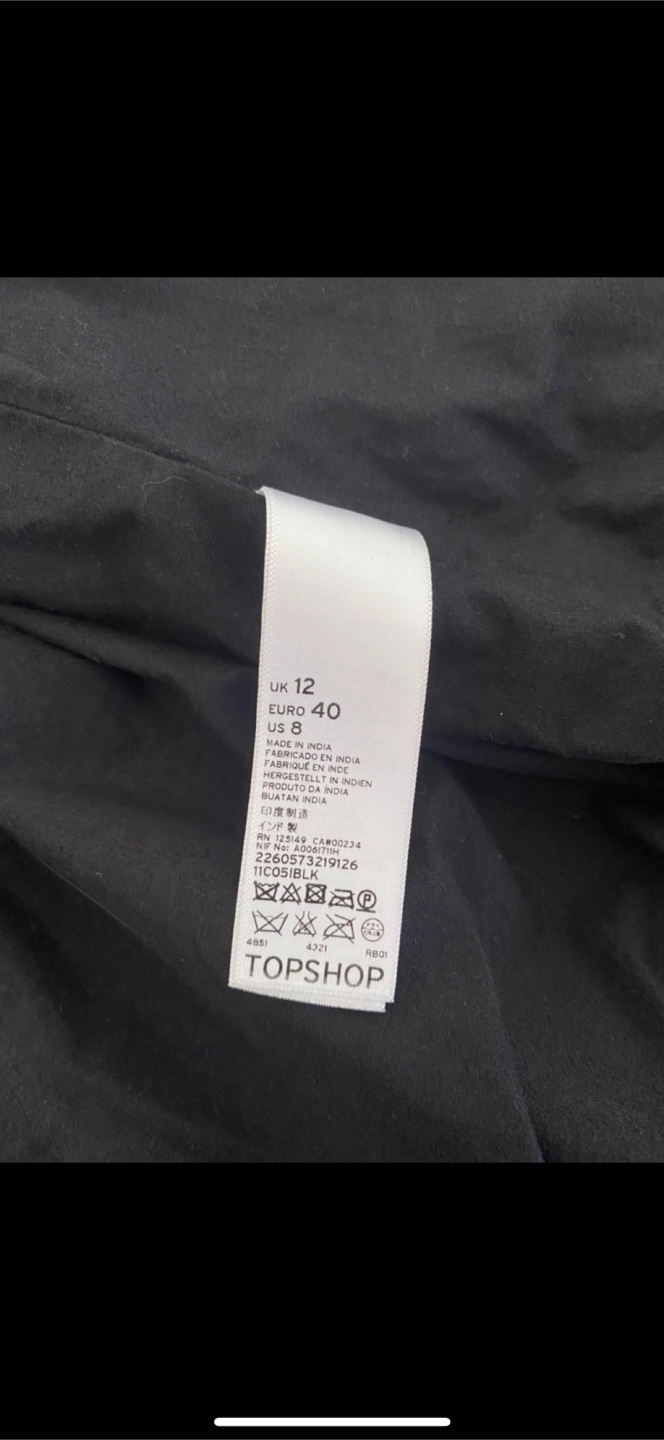 UK 12
EURO 40
US 8
MADE IN INDIA
FABRICADO EN INDIA
FABRIQUÉ EN INDE
HERGESTELLT IN INDIEN
PRODUTO DA ÍNDIA
BUATAN INDIA
印度制造
インド 製
RN 125149 CA#00234
NIF No: A0061711H
2260573219126
11C05IBLK
P
4851 4321 RB01
TOPSHOP